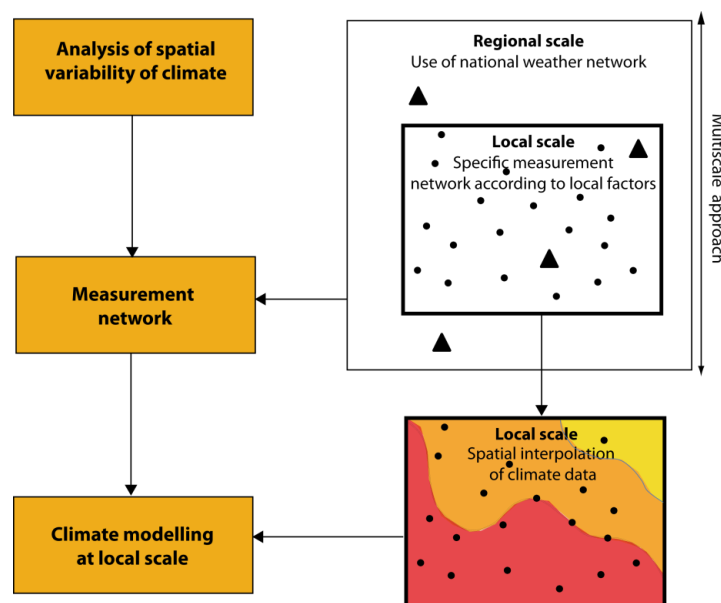 Analysis of spatial
variability of climate
Measurement
network
Climate modelling
at local scale
Regional scale
Use of national weather network
Local scale
Specific measurement
network according to local factors
Multiscale approach
Local scale
Spatial interpolation
of climate data